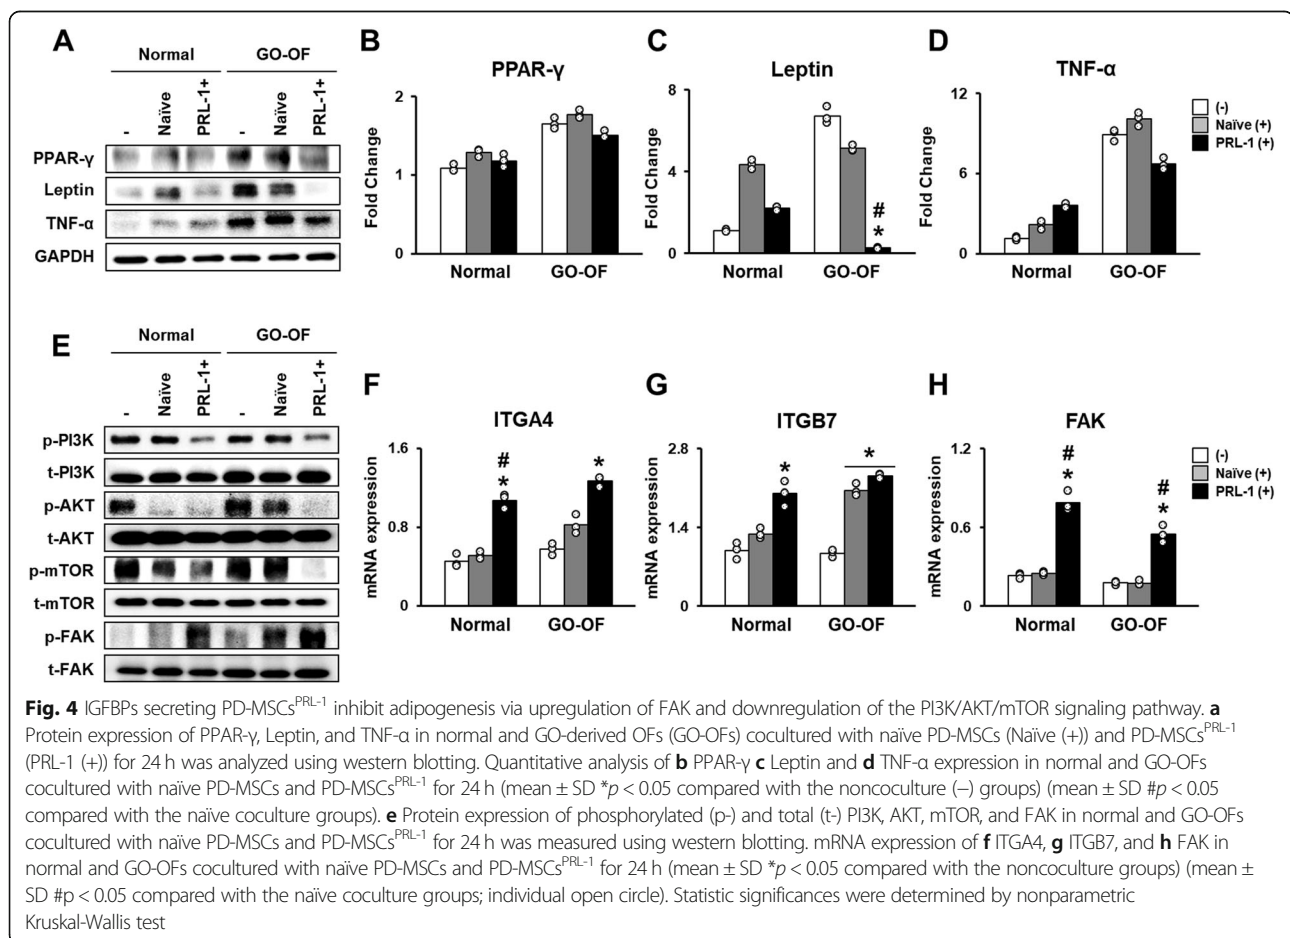 A
Normal
GO-OF
-
Naïve
PRL-1+
-
Naïve
PRL-1+
PPAR-γ
Leptin
TNF-α
GAPDH
B
PPAR-γ
Fold Change
2
1
0
Normal
GO-OF
C
Leptin
Fold Change
8
4
0
#
*
Normal
GO-OF
D
TNF-α
Fold Change
12
6
0
Normal
GO-OF
(-)
Naïve (+)
PRL-1 (+)
E
Normal
GO-OF
-
Naïve
PRL-1+
-
Naïve
PRL-1+
p-PI3K
t-PI3K
p-AKT
t-AKT
p-mTOR
t-mTOR
p-FAK
t-FAK
F
ITGA4
mRNA expression
1.6
0.8
0
#
*
*
Normal
GO-OF
G
ITGB7
mRNA expression
2.8
1.4
0
*
*
Normal
GO-OF
H
FAK
mRNA expression
1.2
0.6
0
#
*
#
*
Normal
GO-OF
(-)
Naïve (+)
PRL-1 (+)
Fig. 4 IGFBPs secreting PD-MSCsPRL-1 inhibit adipogenesis via upregulation of FAK and downregulation of the PI3K/AKT/mTOR signaling pathway. a
Protein expression of PPAR-γ, Leptin, and TNF-α in normal and GO-derived OFs (GO-OFs) cocultured with naïve PD-MSCs (Naïve (+)) and PD-MSCsPRL-1
(PRL-1 (+)) for 24 h was analyzed using western blotting. Quantitative analysis of b PPAR-γ c Leptin and d TNF-α expression in normal and GO-OFs
cocultured with naïve PD-MSCs and PD-MSCsPRL-1 for 24 h (mean ± SD *p < 0.05 compared with the noncoculture (−) groups) (mean ± SD #p < 0.05
compared with the naïve coculture groups). e Protein expression of phosphorylated (p-) and total (t-) PI3K, AKT, mTOR, and FAK in normal and GO-OFs
cocultured with naïve PD-MSCs and PD-MSCsPRL-1 for 24 h was measured using western blotting. mRNA expression of f ITGA4, g ITGB7, and h FAK in
normal and GO-OFs cocultured with naïve PD-MSCs and PD-MSCsPRL-1 for 24 h (mean ± SD *p < 0.05 compared with the noncoculture groups) (mean ±
SD #p < 0.05 compared with the naïve coculture groups; individual open circle). Statistic significances were determined by nonparametric
Kruskal-Wallis test